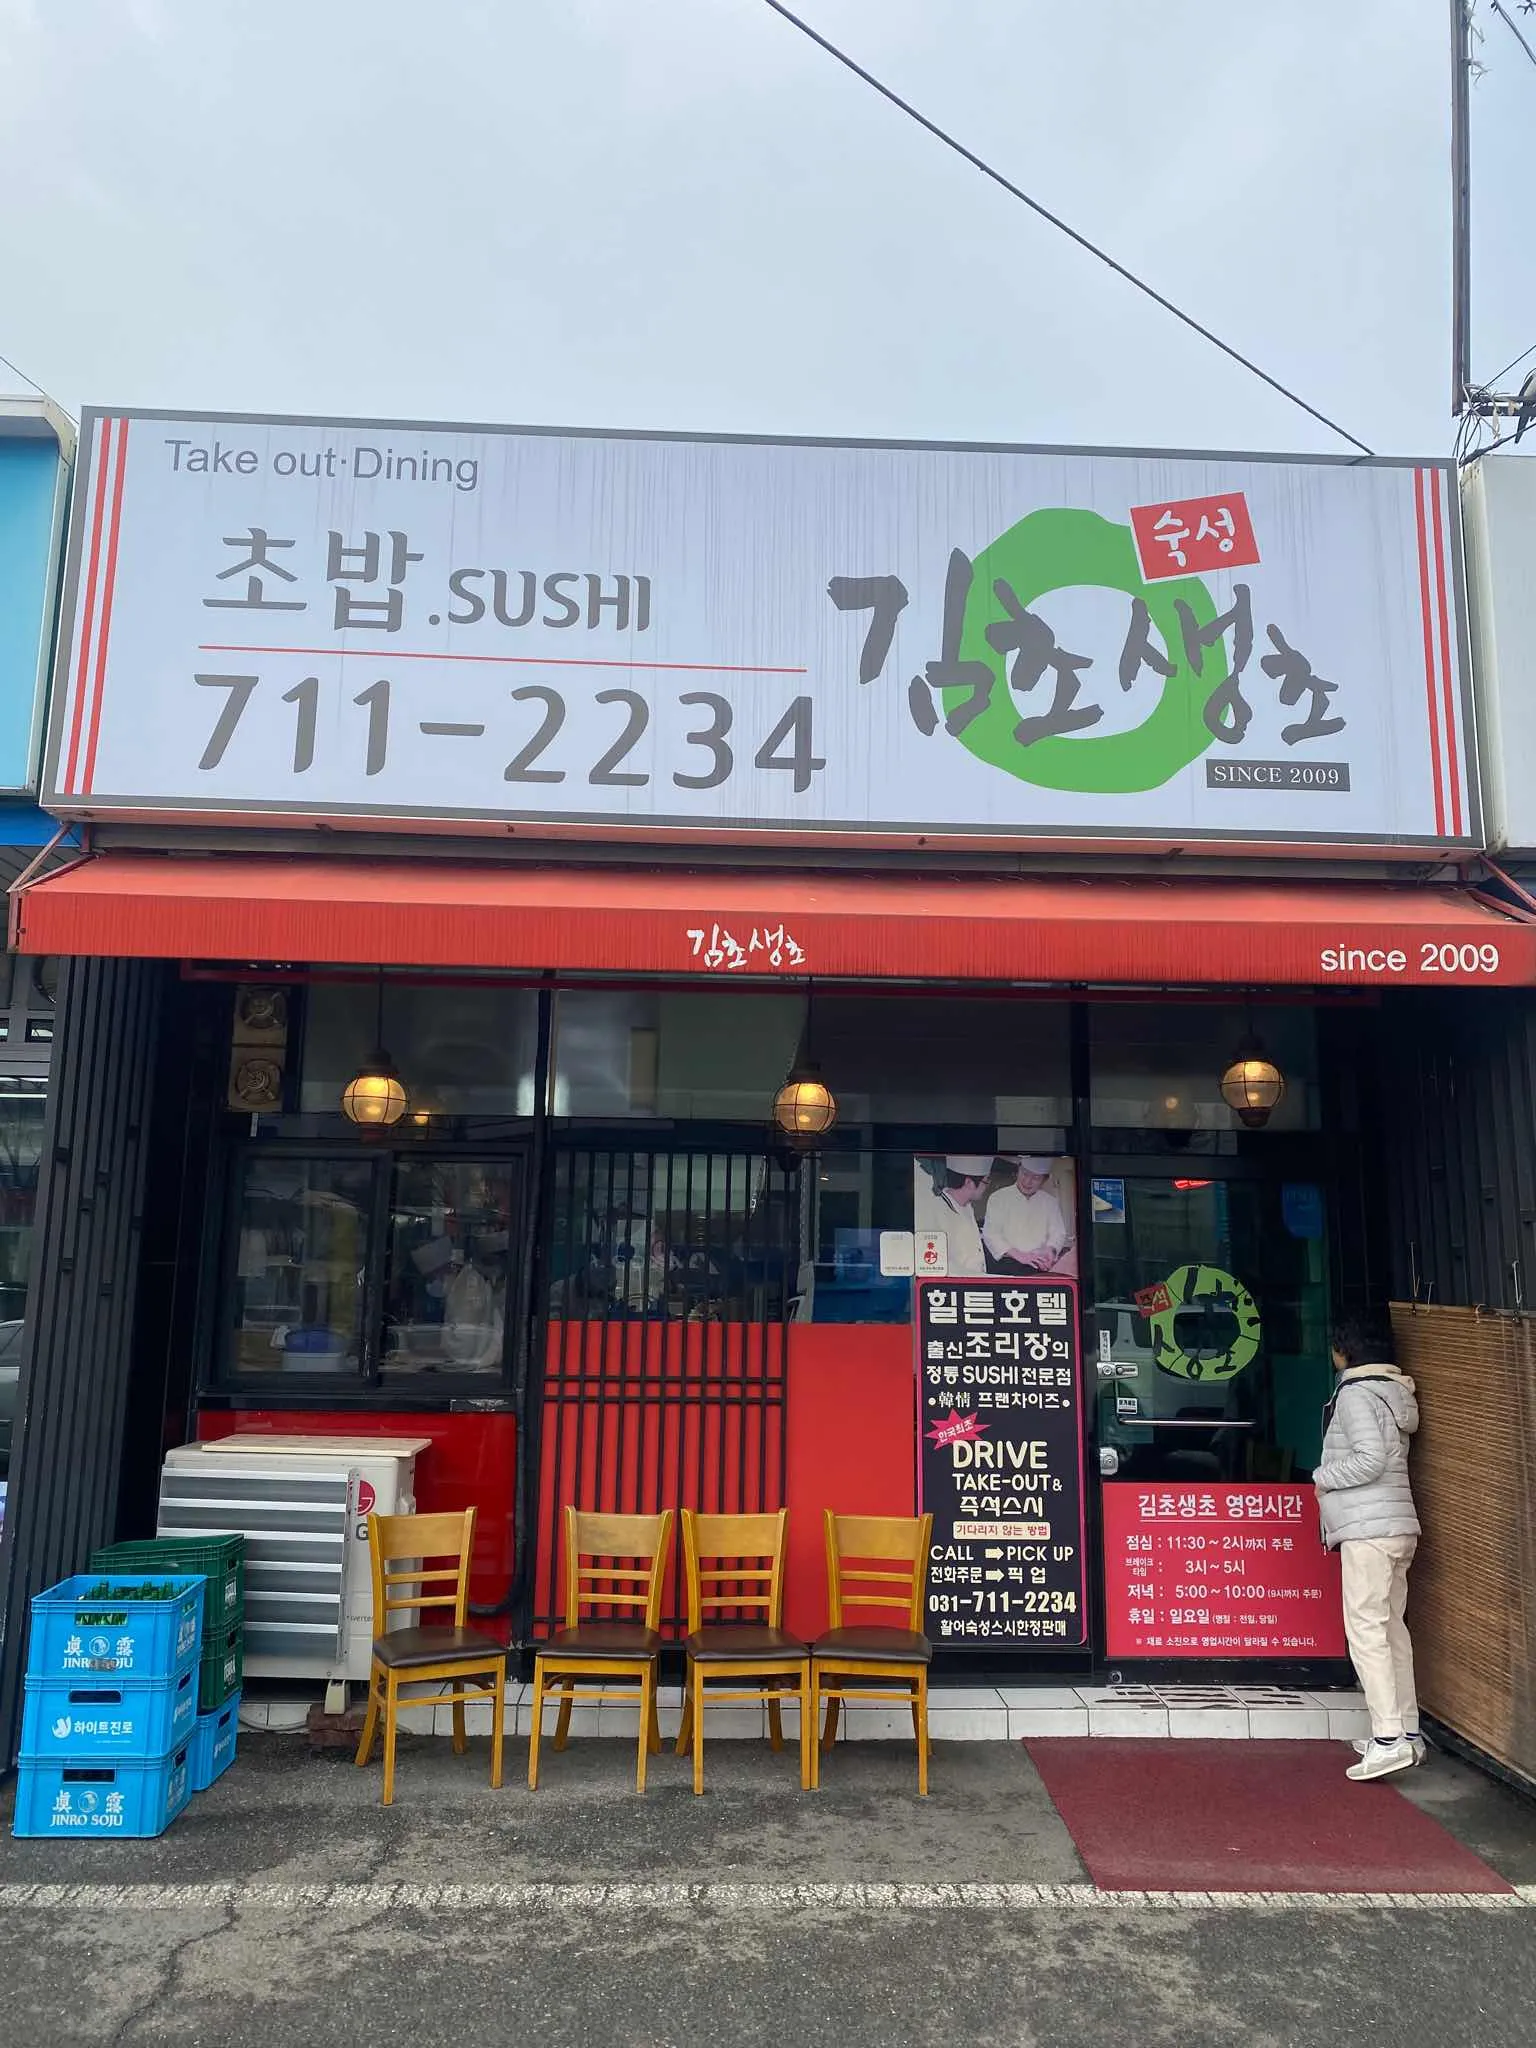 Take out·Dining
초밥.SUSHI
711-2234
숙성
김초생초
SINCE 2009
김초생초
since 2009
힐튼호텔
출신 조리장의
정통 SUSHI 전문점
•韓情 프랜차이즈•
한국최초
DRIVE
TAKE-OUT &
즉석스시
기다리지 않는 방법
CALL ➡ PICK UP
전화주문 ➡ 픽 업
031-711-2234
활어숙성스시한정판매
즉석
김초생초 영업시간
점심 : 11:30 ~ 2시까지 주문
브레이크타임 : 3시 ~ 5시
저녁 : 5:00 ~ 10:00 (9시까지 주문)
휴일 : 일요일 (명절 : 전일, 당일)
※ 재료 소진으로 영업시간이 달라질 수 있습니다.
LG
眞露
JINRO SOJU
하이트진로
眞露
JINRO SOJU